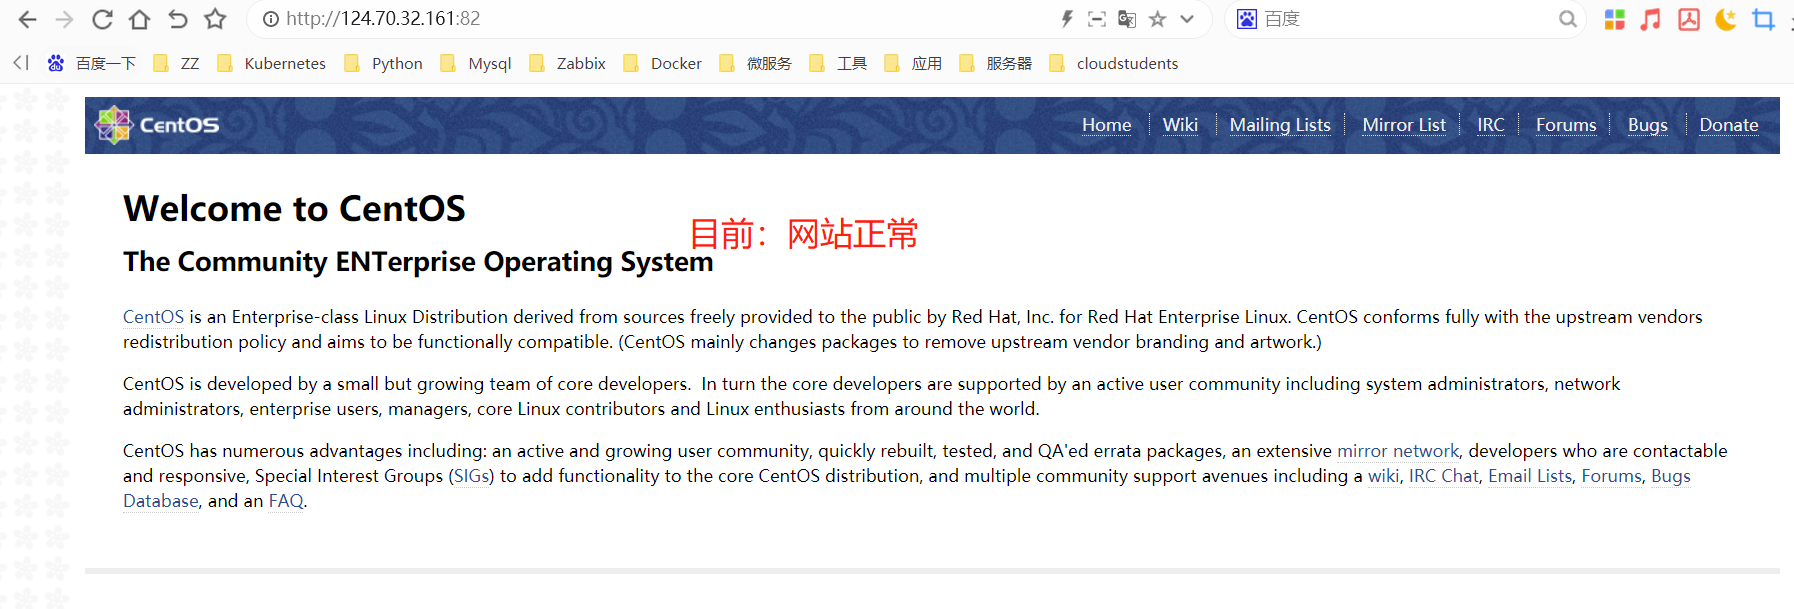 http://124.70.32.161:82
百度
百度一下 ZZ Kubernetes Python Mysql Zabbix Docker 微服务 工具 应用 服务器 cloudstudents
CentOS Home Wiki Mailing Lists Mirror List IRC Forums Bugs Donate
Welcome to CentOS
目前：网站正常
The Community ENTerprise Operating System
CentOS is an Enterprise-class Linux Distribution derived from sources freely provided to the public by Red Hat, Inc. for Red Hat Enterprise Linux. CentOS conforms fully with the upstream vendors
redistribution policy and aims to be functionally compatible. (CentOS mainly changes packages to remove upstream vendor branding and artwork.)
CentOS is developed by a small but growing team of core developers.  In turn the core developers are supported by an active user community including system administrators, network
administrators, enterprise users, managers, core Linux contributors and Linux enthusiasts from around the world.
CentOS has numerous advantages including: an active and growing user community, quickly rebuilt, tested, and QA'ed errata packages, an extensive mirror network, developers who are contactable
and responsive, Special Interest Groups (SIGs) to add functionality to the core CentOS distribution, and multiple community support avenues including a wiki, IRC Chat, Email Lists, Forums, Bugs
Database, and an FAQ.